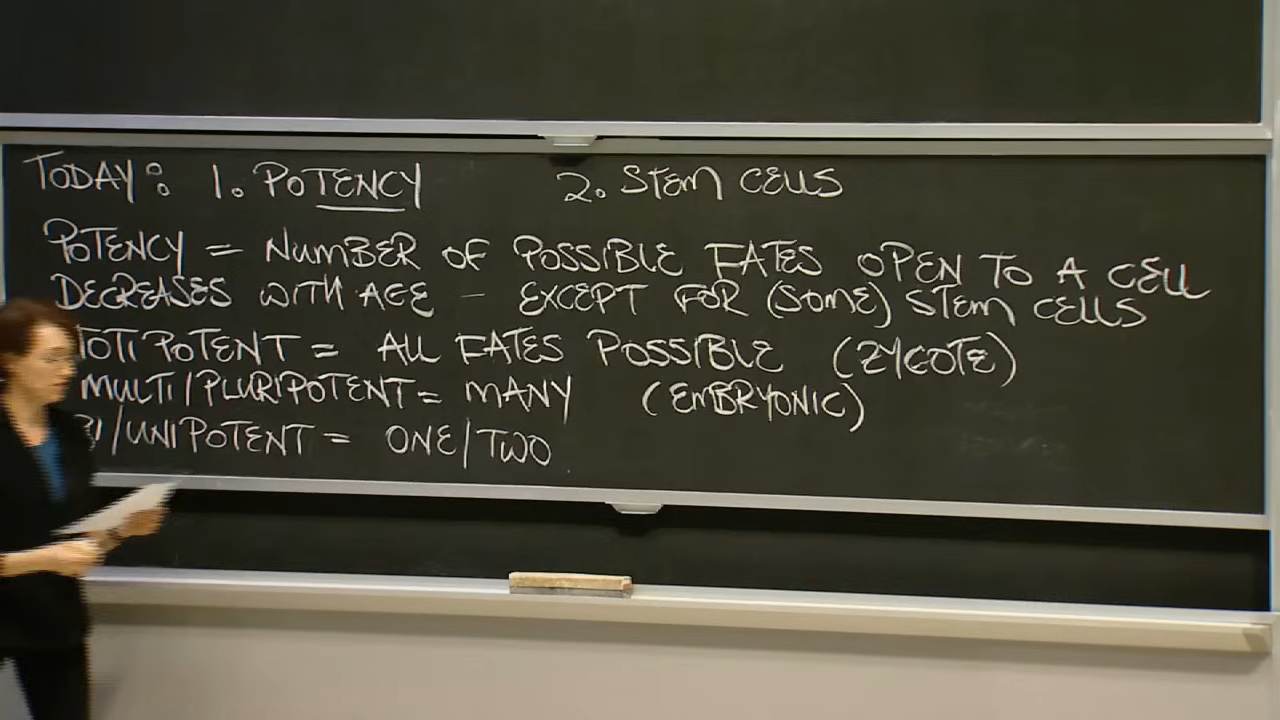 TODAY: 1. POTENCY 2. STEM CELLS
POTENCY = NUMBER OF POSSIBLE FATES OPEN TO A CELL
DECREASES WITH AGE - EXCEPT FOR (SOME) STEM CELLS
TOTIPOTENT = ALL FATES POSSIBLE (ZYGOTE)
MULTI/PLURIPOTENT = MANY (EMBRYONIC)
BI/UNIPOTENT = ONE/TWO